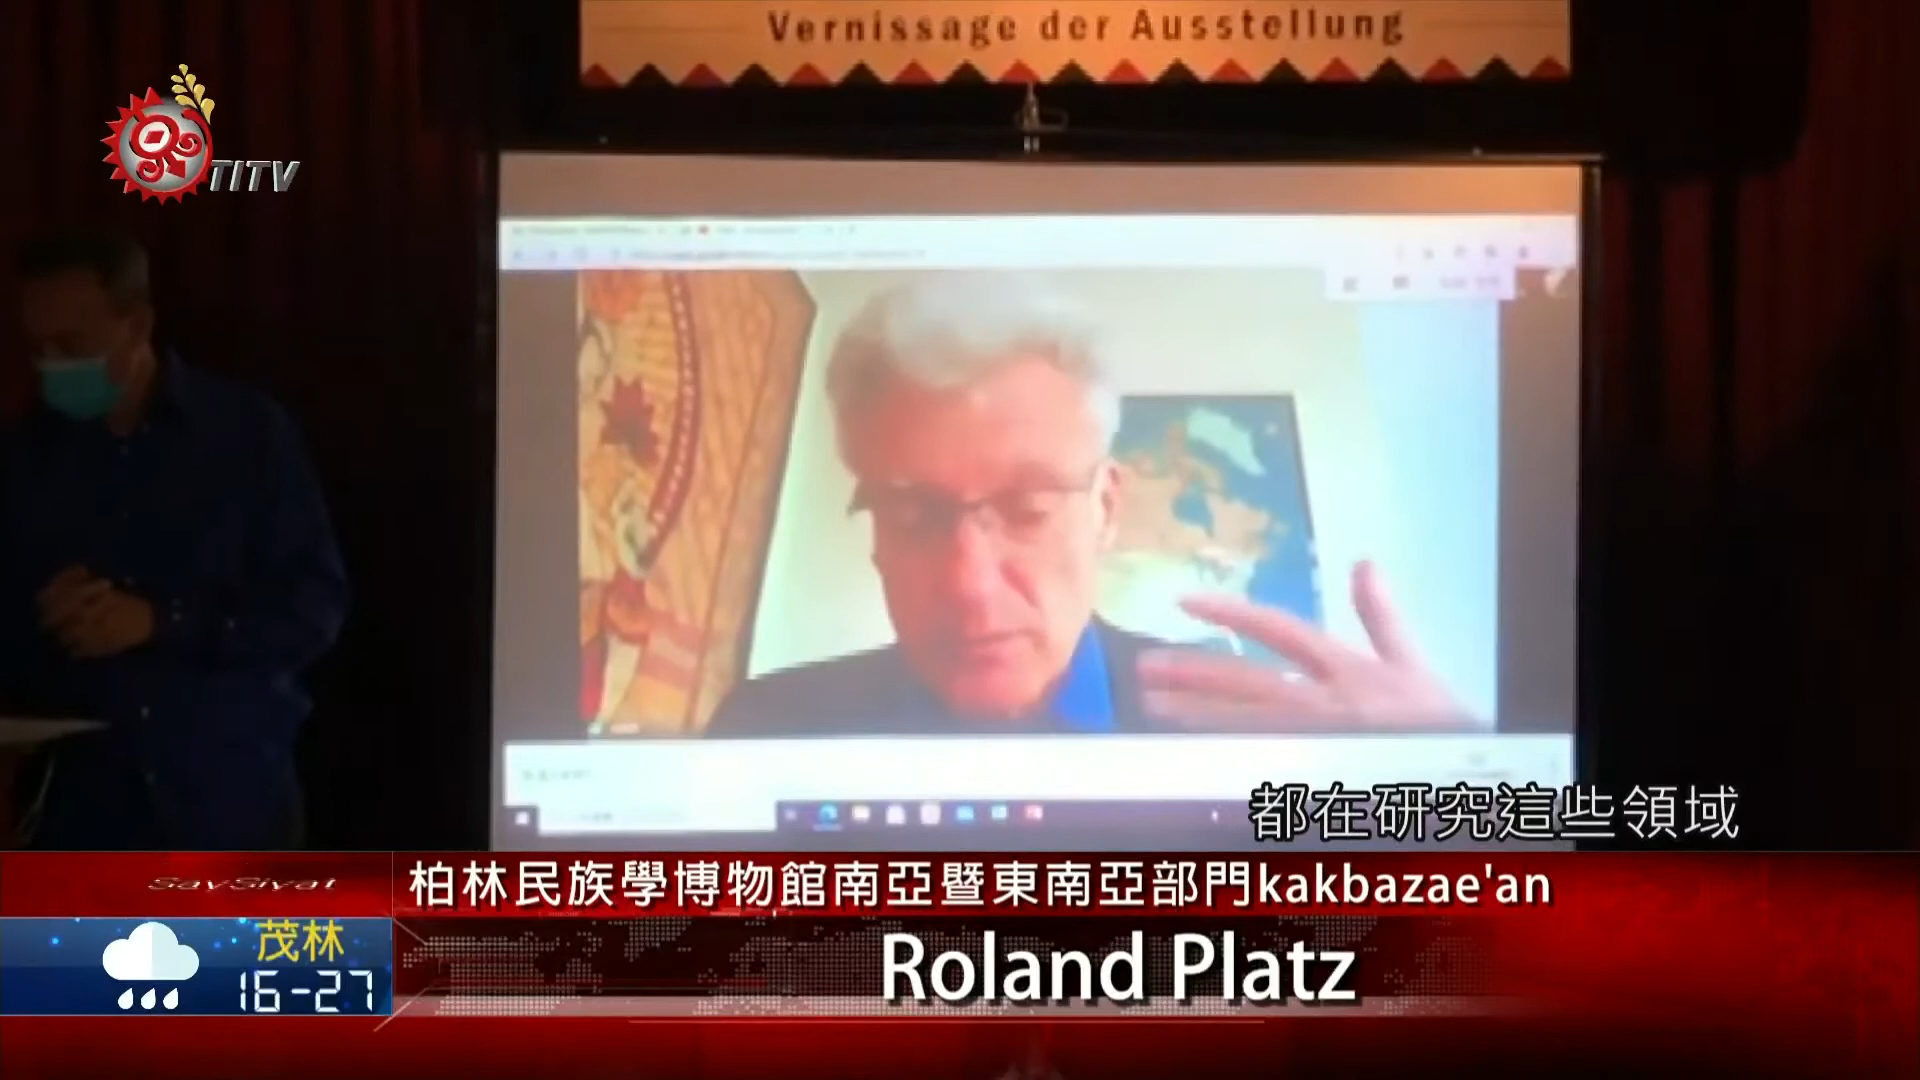 Vernissage der Ausstellung
TITV
都在研究這些領域
SaySiyat
柏林民族學博物館南亞暨東南亞部門kakbazae'an
茂林
16-27
Roland Platz